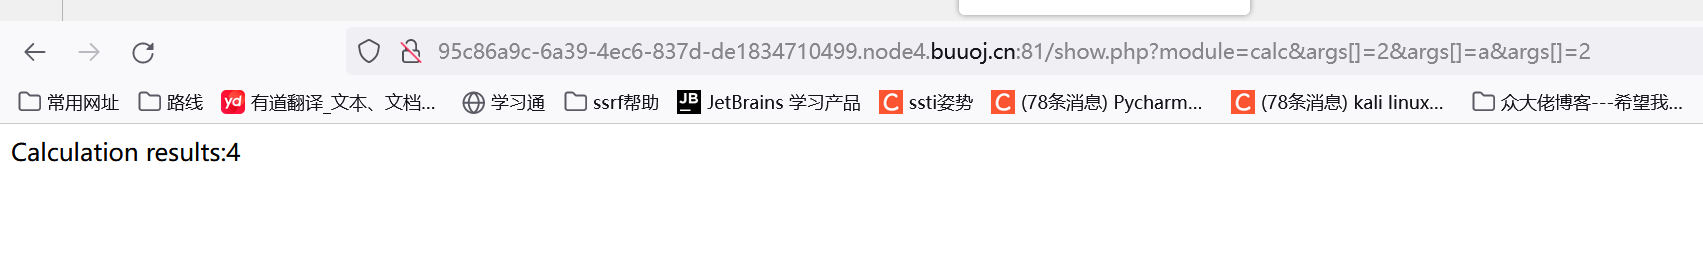 95c86a9c-6a39-4ec6-837d-de1834710499.node4.buuoj.cn:81/show.php?module=calc&args[]=2&args[]=a&args[]=2
常用网址 路线 yd 有道翻译_文本、文档... 学习通 ssrf帮助 JB JetBrains 学习产品 C ssti姿势 C (78条消息) Pycharm... C (78条消息) kali linux... 众大佬博客---希望我...
Calculation results:4